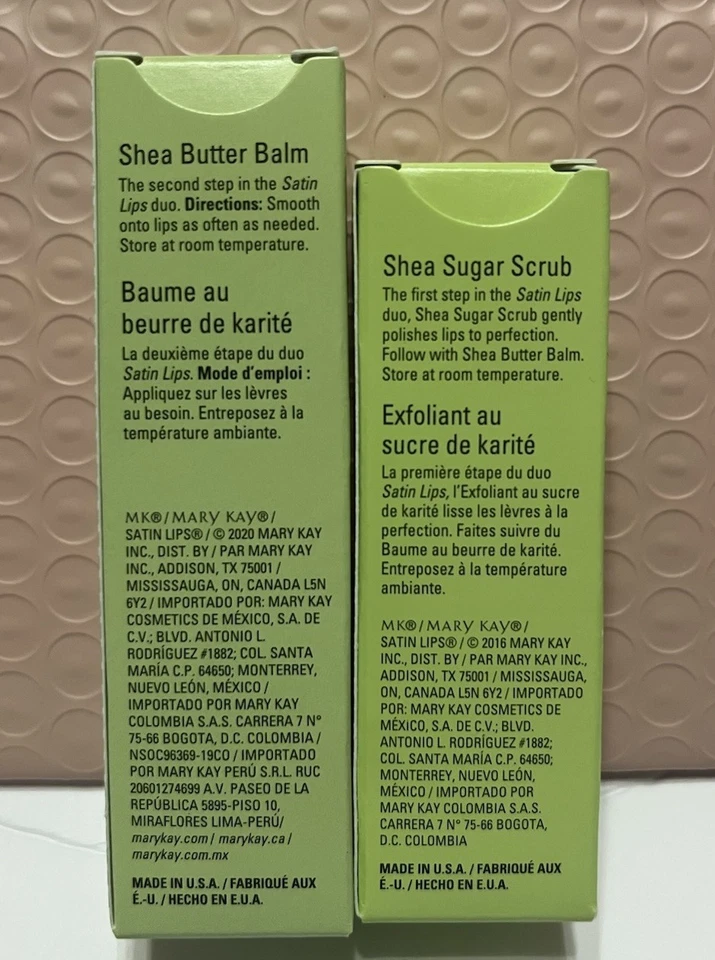 Shea Butter Balm
The second step in the Satin
Lips duo. Directions: Smooth
onto lips as often as needed.
Store at room temperature.
Baume au
beurre de karité
La deuxième étape du duo
Satin Lips. Mode d'emploi :
Appliquez sur les lèvres
au besoin. Entreposez à la
température ambiante.
MK®/MARY KAY®/
SATIN LIPS®/© 2020 MARY KAY
INC., DIST. BY / PAR MARY KAY
INC., ADDISON, TX 75001 /
MISSISSAUGA, ON, CANADA L5N
6Y2 / IMPORTADO POR: MARY KAY
COSMETICS DE MÉXICO, S.A. DE
C.V.; BLVD. ANTONIO L.
RODRÍGUEZ #1882; COL. SANTA
MARÍA C.P. 64650; MONTERREY,
NUEVO LEÓN, MÉXICO /
IMPORTADO POR MARY KAY
COLOMBIA S.A.S. CARRERA 7 N°
75-66 BOGOTA, D.C. COLOMBIA /
NSOC96369-19CO / IMPORTADO
POR MARY KAY PERÚ S.R.L. RUC
20601274699 A.V. PASEO DE LA
REPÚBLICA 5895-PISO 10,
MIRAFLORES LIMA-PERÚ/
marykay.com/ marykay.ca /
marykay.com.mx
MADE IN U.S.A. / FABRIQUÉ AUX
É.-U. / HECHO EN E.U.A.
Shea Sugar Scrub
The first step in the Satin Lips
duo, Shea Sugar Scrub gently
polishes lips to perfection.
Follow with Shea Butter Balm.
Store at room temperature.
Exfoliant au
sucre de karité
La première étape du duo
Satin Lips, l'Exfoliant au sucre
de karité lisse les lèvres à la
perfection. Faites suivre du
Baume au beurre de karité.
Entreposez à la température
ambiante.
MK®/MARY KAY®/
SATIN LIPS®/© 2016 MARY KAY
INC., DIST. BY / PAR MARY KAY INC.,
ADDISON, TX 75001 / MISSISSAUGA,
ON, CANADA L5N 6Y2 / IMPORTADO
POR: MARY KAY COSMETICS DE
MÉXICO, S.A. DE C.V.; BLVD.
ANTONIO L. RODRÍGUEZ #1882;
COL. SANTA MARÍA C.P. 64650;
MONTERREY, NUEVO LEÓN,
MÉXICO / IMPORTADO POR
MARY KAY COLOMBIA S.A.S.
CARRERA 7 N° 75-66 BOGOTA,
D.C. COLOMBIA
MADE IN U.S.A. / FABRIQUÉ AUX
É.-U. / HECHO EN E.U.A.